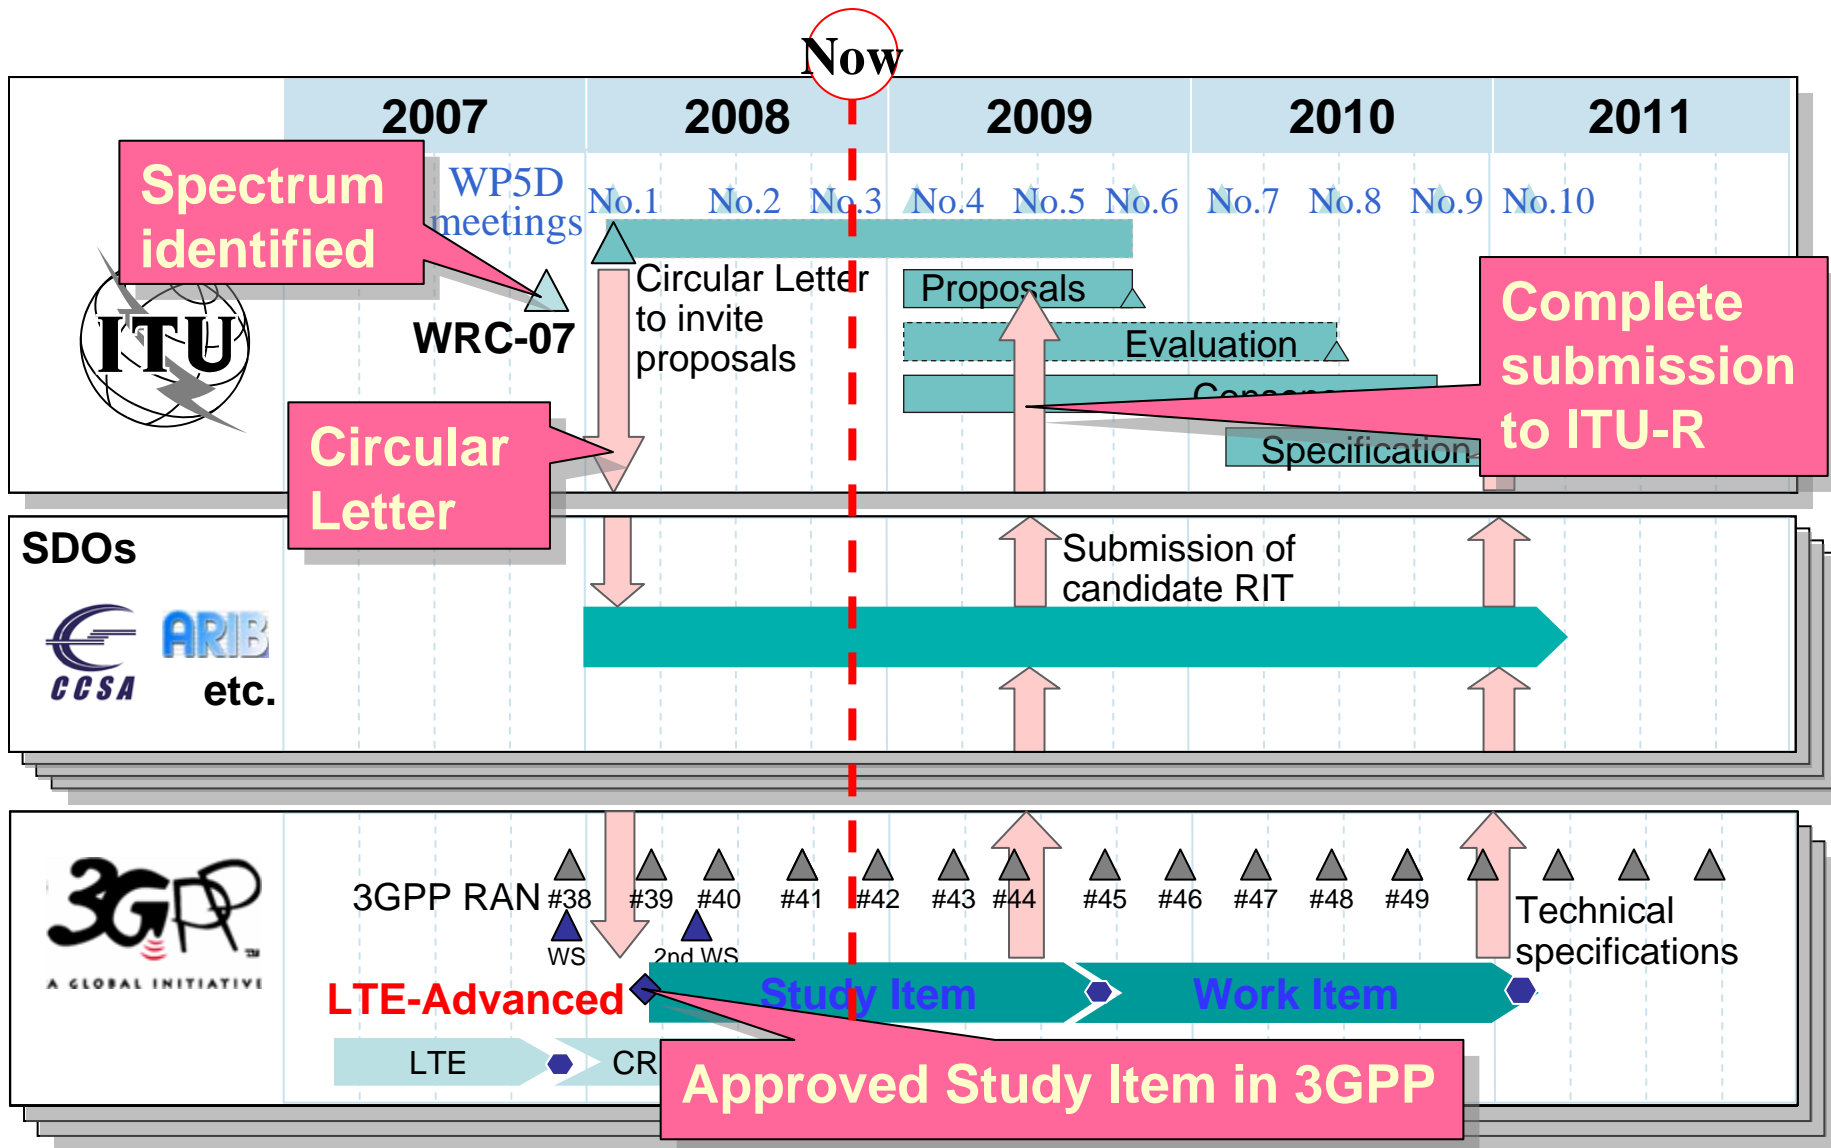 Now
2007 2008 2009 2010 2011
Spectrum
identified
WP5D
meetings
No.1 No.2 No.3 No.4 No.5 No.6 No.7 No.8 No.9 No.10
ITU
WRC-07
Circular Letter
to invite
proposals
Proposals
Evaluation
Specification
Complete
submission
to ITU-R
Circular
Letter
SDOs
CCSA
ARIB
etc.
Submission of
candidate RIT
3GPP
TM
A GLOBAL INITIATIVE
3GPP RAN
#38 #39 #40 #41 #42 #43 #44 #45 #46 #47 #48 #49
WS
2nd WS
Technical
specifications
LTE-Advanced
Study Item
Work Item
LTE
CR
Approved Study Item in 3GPP